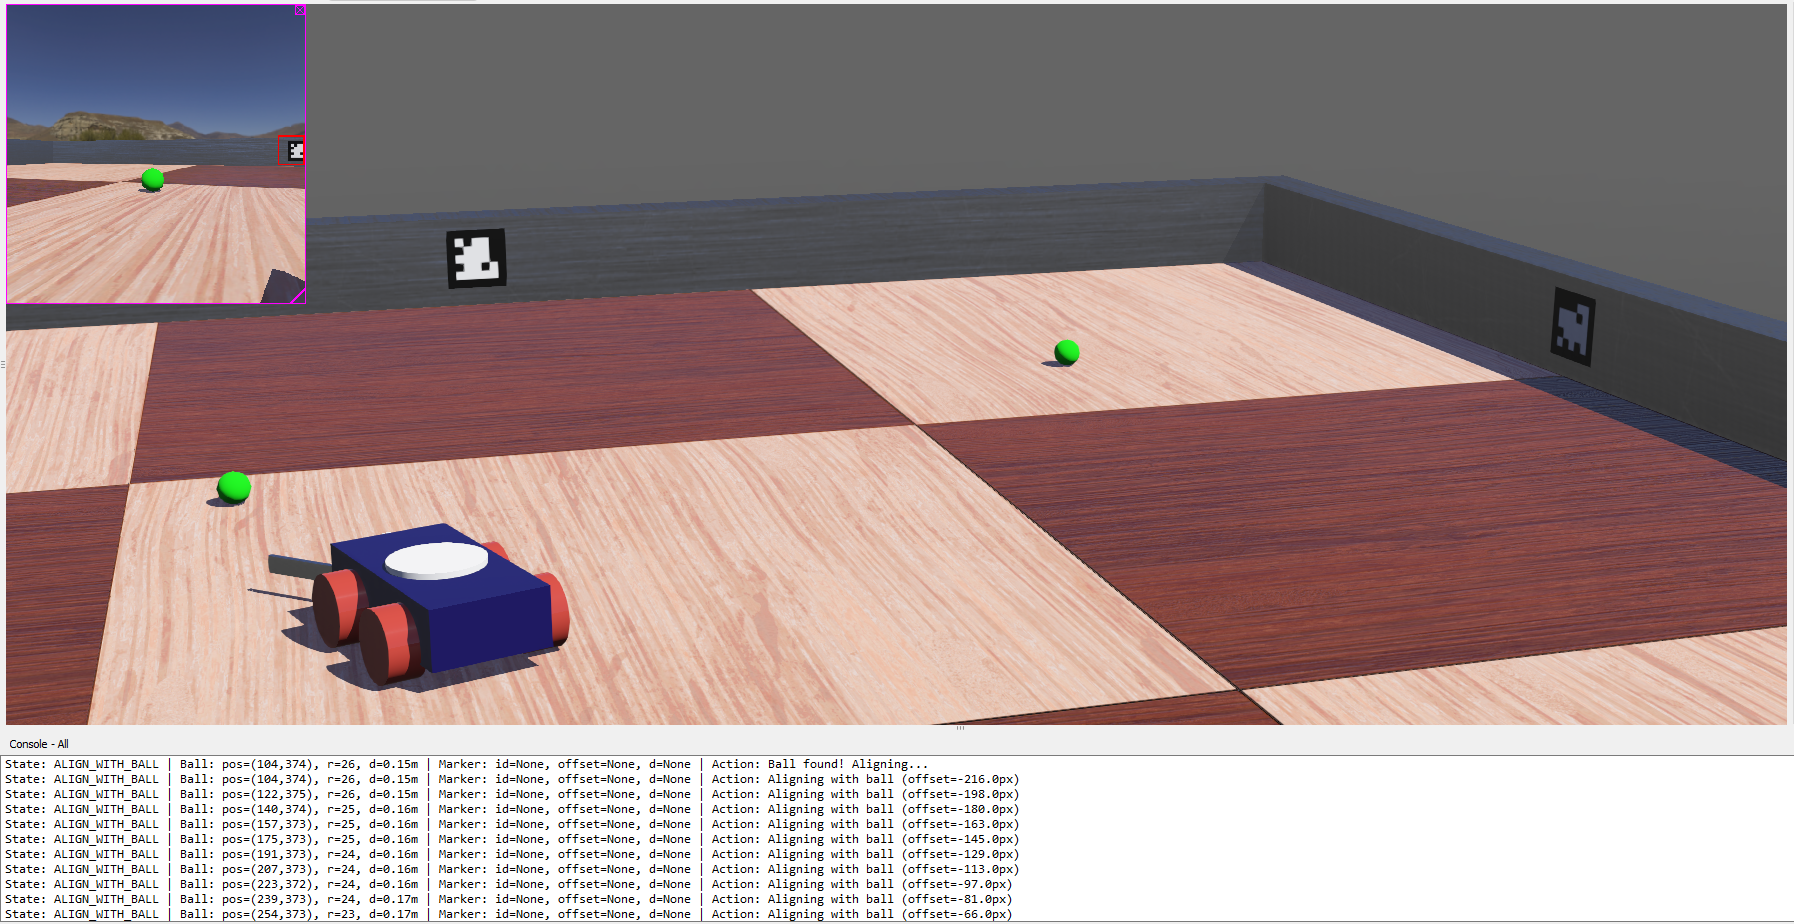 Console - All
State: ALIGN_WITH_BALL | Ball: pos=(104,374), r=26, d=0.15m | Marker: id=None, offset=None, d=None | Action: Ball found! Aligning...
State: ALIGN_WITH_BALL | Ball: pos=(104,374), r=26, d=0.15m | Marker: id=None, offset=None, d=None | Action: Aligning with ball (offset=-216.0px)
State: ALIGN_WITH_BALL | Ball: pos=(122,375), r=26, d=0.15m | Marker: id=None, offset=None, d=None | Action: Aligning with ball (offset=-198.0px)
State: ALIGN_WITH_BALL | Ball: pos=(140,374), r=25, d=0.16m | Marker: id=None, offset=None, d=None | Action: Aligning with ball (offset=-180.0px)
State: ALIGN_WITH_BALL | Ball: pos=(157,373), r=25, d=0.16m | Marker: id=None, offset=None, d=None | Action: Aligning with ball (offset=-163.0px)
State: ALIGN_WITH_BALL | Ball: pos=(175,373), r=25, d=0.16m | Marker: id=None, offset=None, d=None | Action: Aligning with ball (offset=-145.0px)
State: ALIGN_WITH_BALL | Ball: pos=(191,373), r=24, d=0.16m | Marker: id=None, offset=None, d=None | Action: Aligning with ball (offset=-129.0px)
State: ALIGN_WITH_BALL | Ball: pos=(207,373), r=24, d=0.16m | Marker: id=None, offset=None, d=None | Action: Aligning with ball (offset=-113.0px)
State: ALIGN_WITH_BALL | Ball: pos=(223,372), r=24, d=0.16m | Marker: id=None, offset=None, d=None | Action: Aligning with ball (offset=-97.0px)
State: ALIGN_WITH_BALL | Ball: pos=(239,373), r=24, d=0.17m | Marker: id=None, offset=None, d=None | Action: Aligning with ball (offset=-81.0px)
State: ALIGN_WITH_BALL | Ball: pos=(254,373), r=23, d=0.17m | Marker: id=None, offset=None, d=None | Action: Aligning with ball (offset=-66.0px)